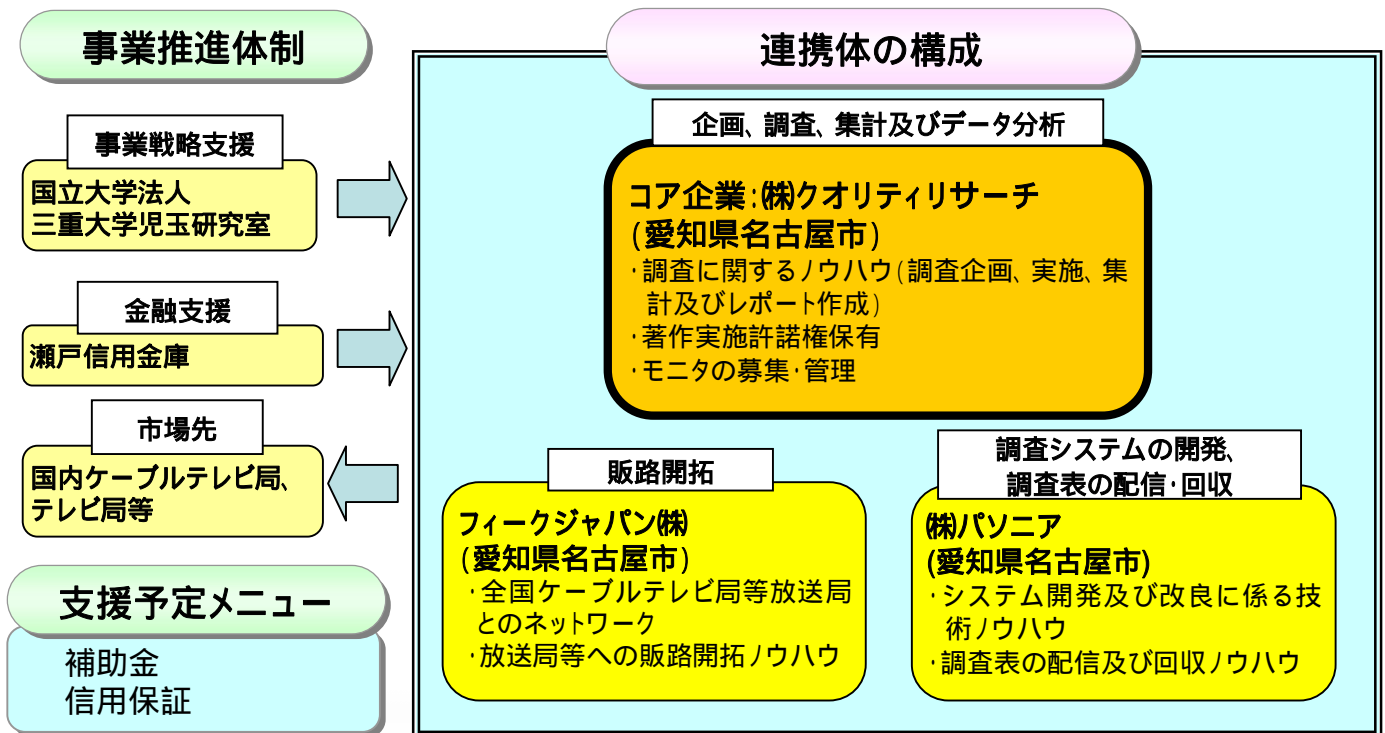 事業推進体制
事業戦略支援
国立大学法人
三重大学児玉研究室
金融支援
瀬戸信用金庫
市場先
国内ケーブルテレビ局、
テレビ局等
支援予定メニュー
補助金
信用保証
連携体の構成
企画、調査、集計及びデータ分析
コア企業:㈱クオリティリサーチ
(愛知県名古屋市)
・調査に関するノウハウ(調査企画、実施、集
計及びレポート作成)
・著作実施許諾権保有
・モニタの募集・管理
販路開拓
フィークジャパン㈱
(愛知県名古屋市)
・全国ケーブルテレビ局等放送局
とのネットワーク
・放送局等への販路開拓ノウハウ
調査システムの開発、
調査表の配信・回収
㈱パソニア
(愛知県名古屋市)
・システム開発及び改良に係る技
術ノウハウ
・調査表の配信及び回収ノウハウ